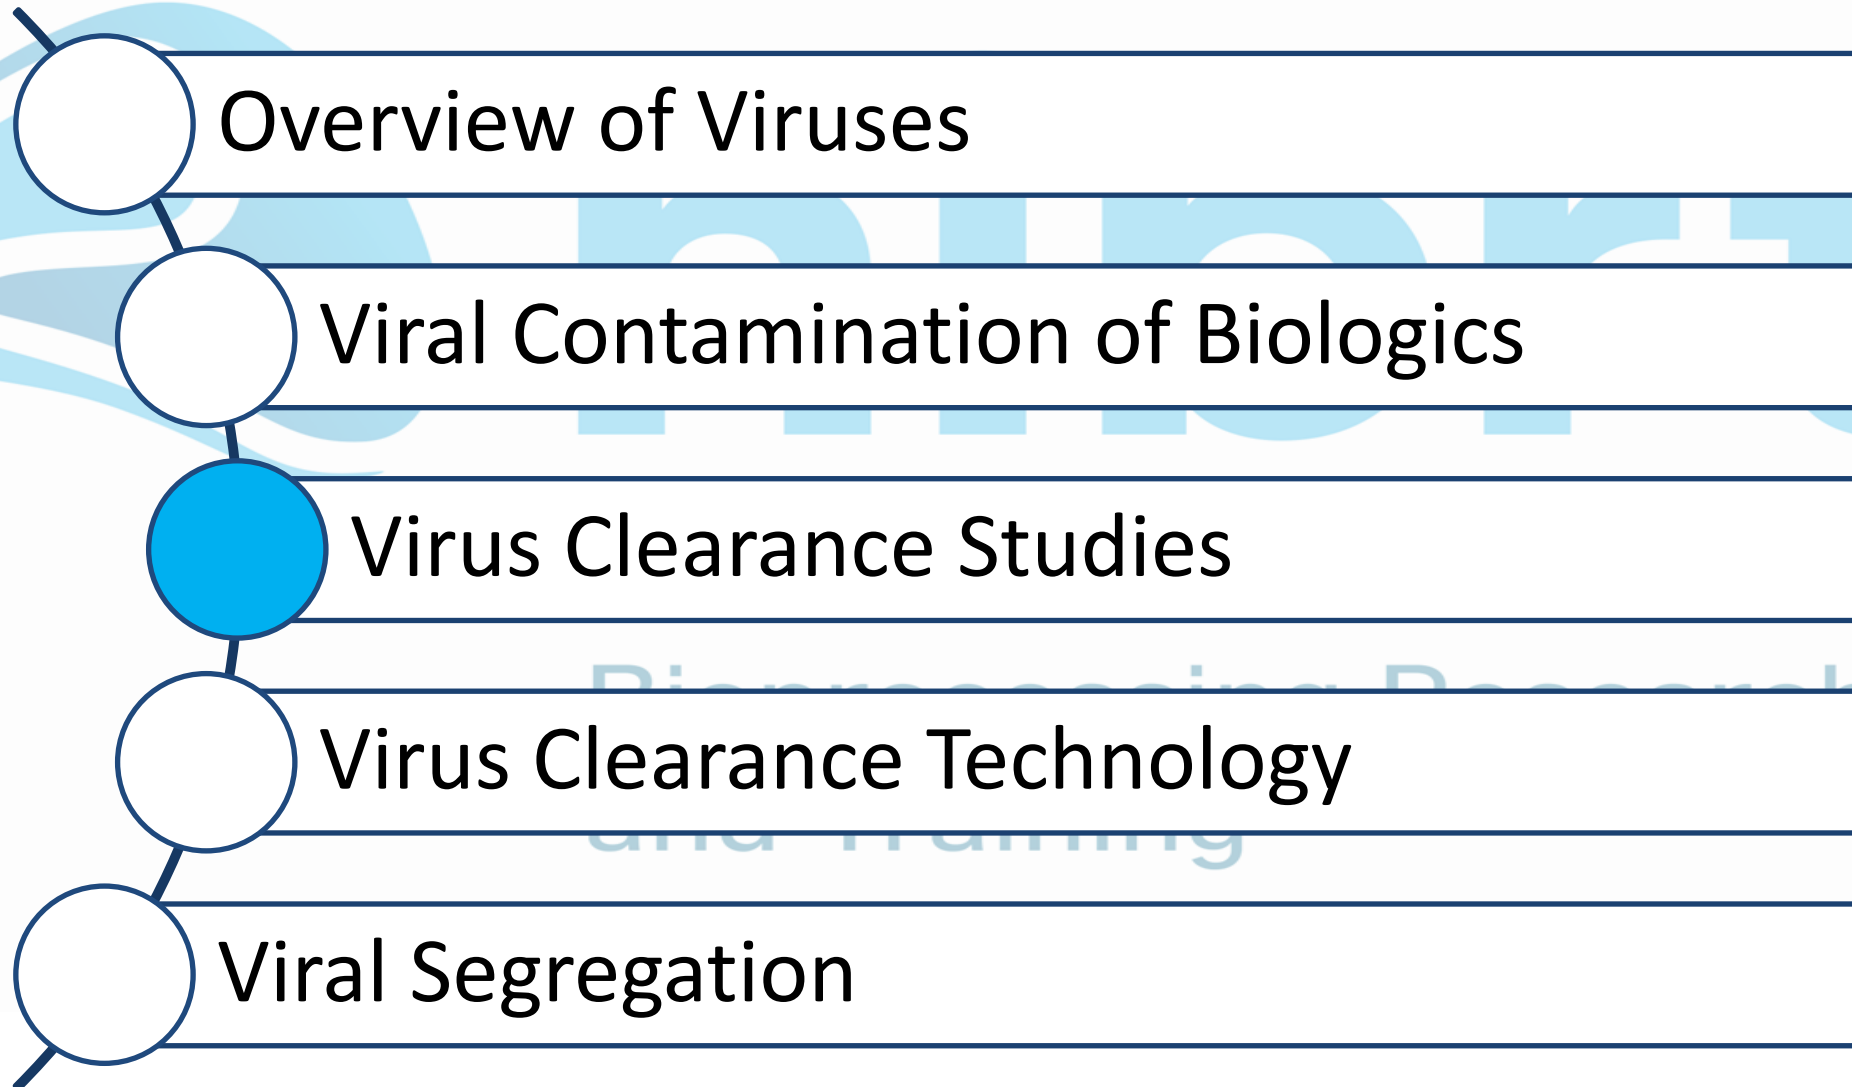 Overview of Viruses
Viral Contamination of Biologics
Virus Clearance Studies
Virus Clearance Technology
Viral Segregation